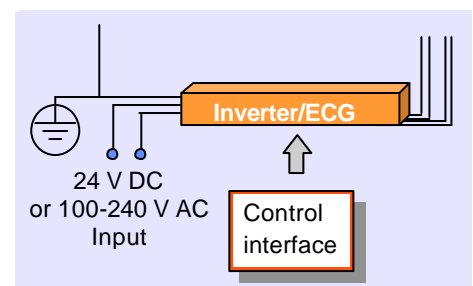 Inverter/ECG
24 V DC
or 100-240 V AC
Input
Control
interface